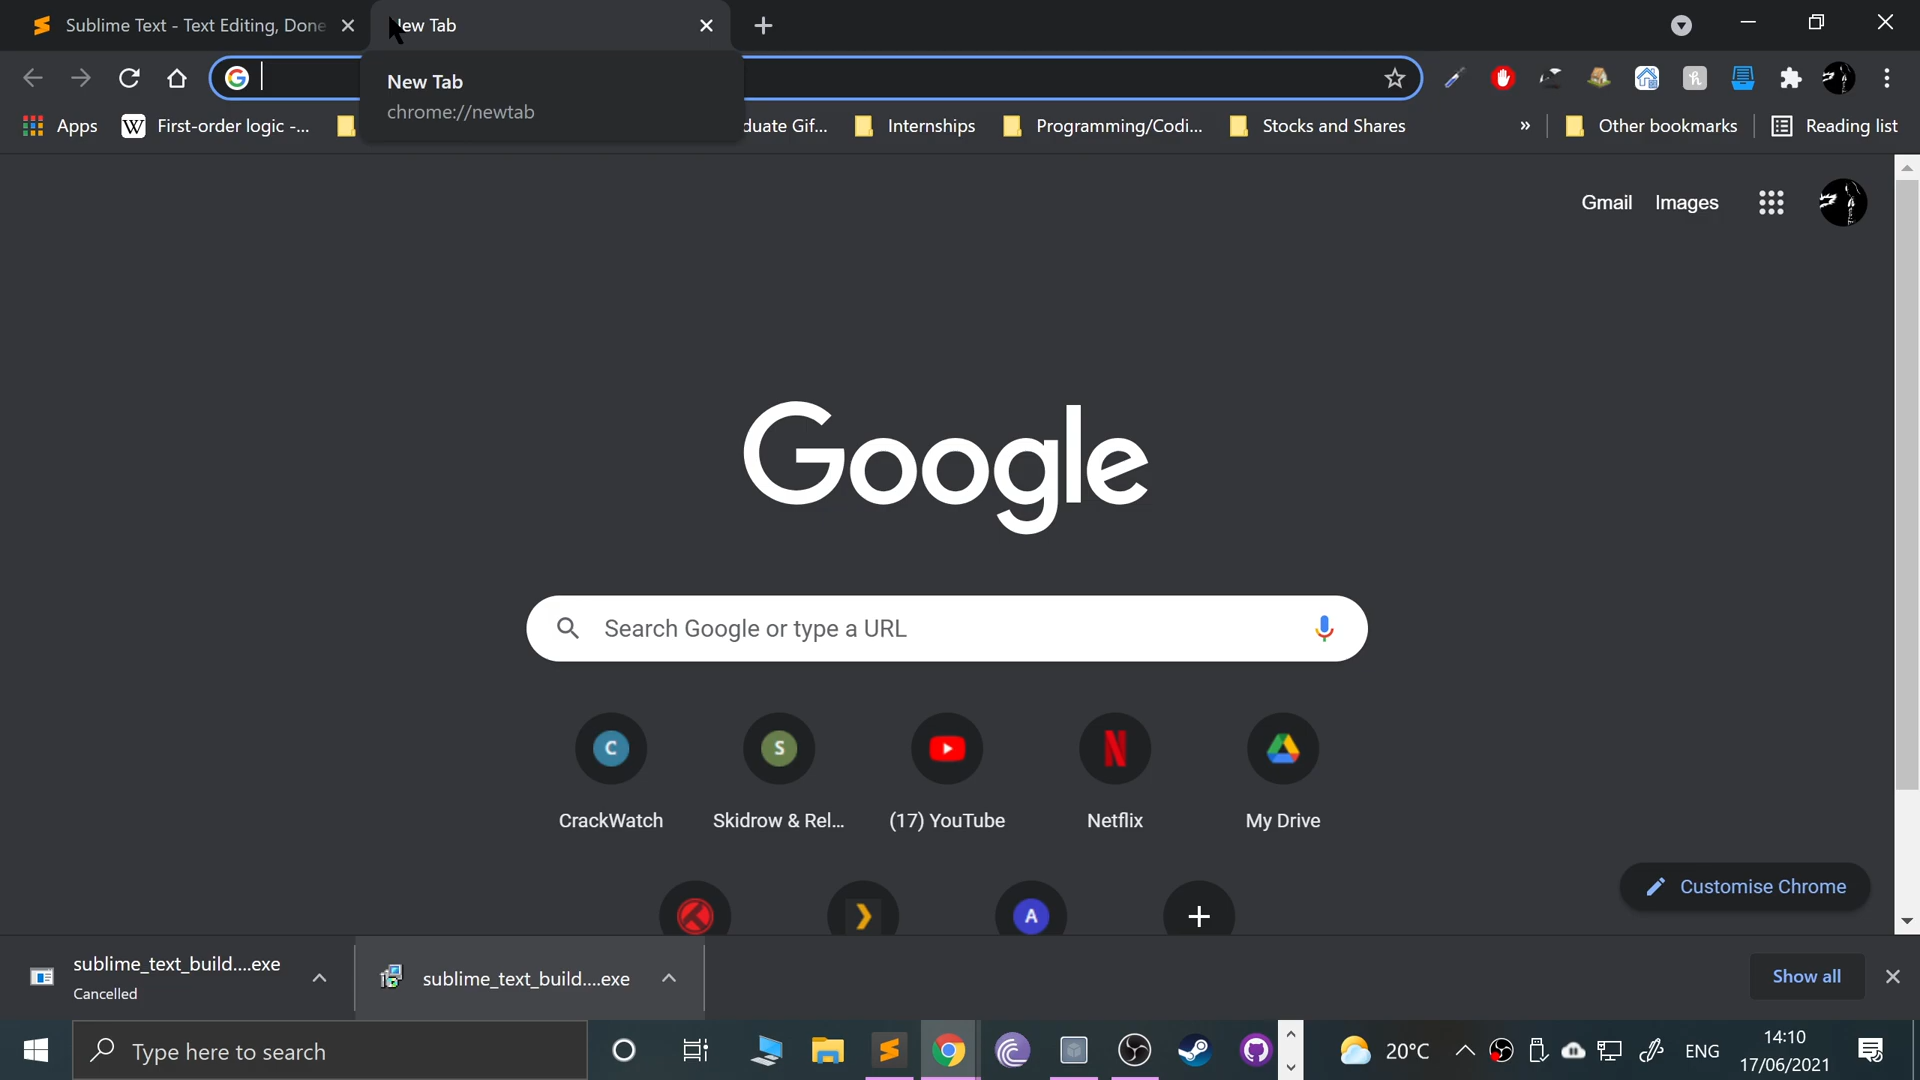 Sublime Text - Text Editing, Done
New Tab
New Tab
chrome://newtab
Apps
First-order logic -...
duate Gif...
Internships
Programming/Codi...
Stocks and Shares
»
Other bookmarks
Reading list
Gmail
Images
Google
Search Google or type a URL
C
S
CrackWatch
Skidrow & Rel...
(17) YouTube
Netflix
My Drive
A
Customise Chrome
sublime_text_build....exe
Cancelled
sublime_text_build....exe
Show all
Type here to search
20°C
ENG
14:10
17/06/2021